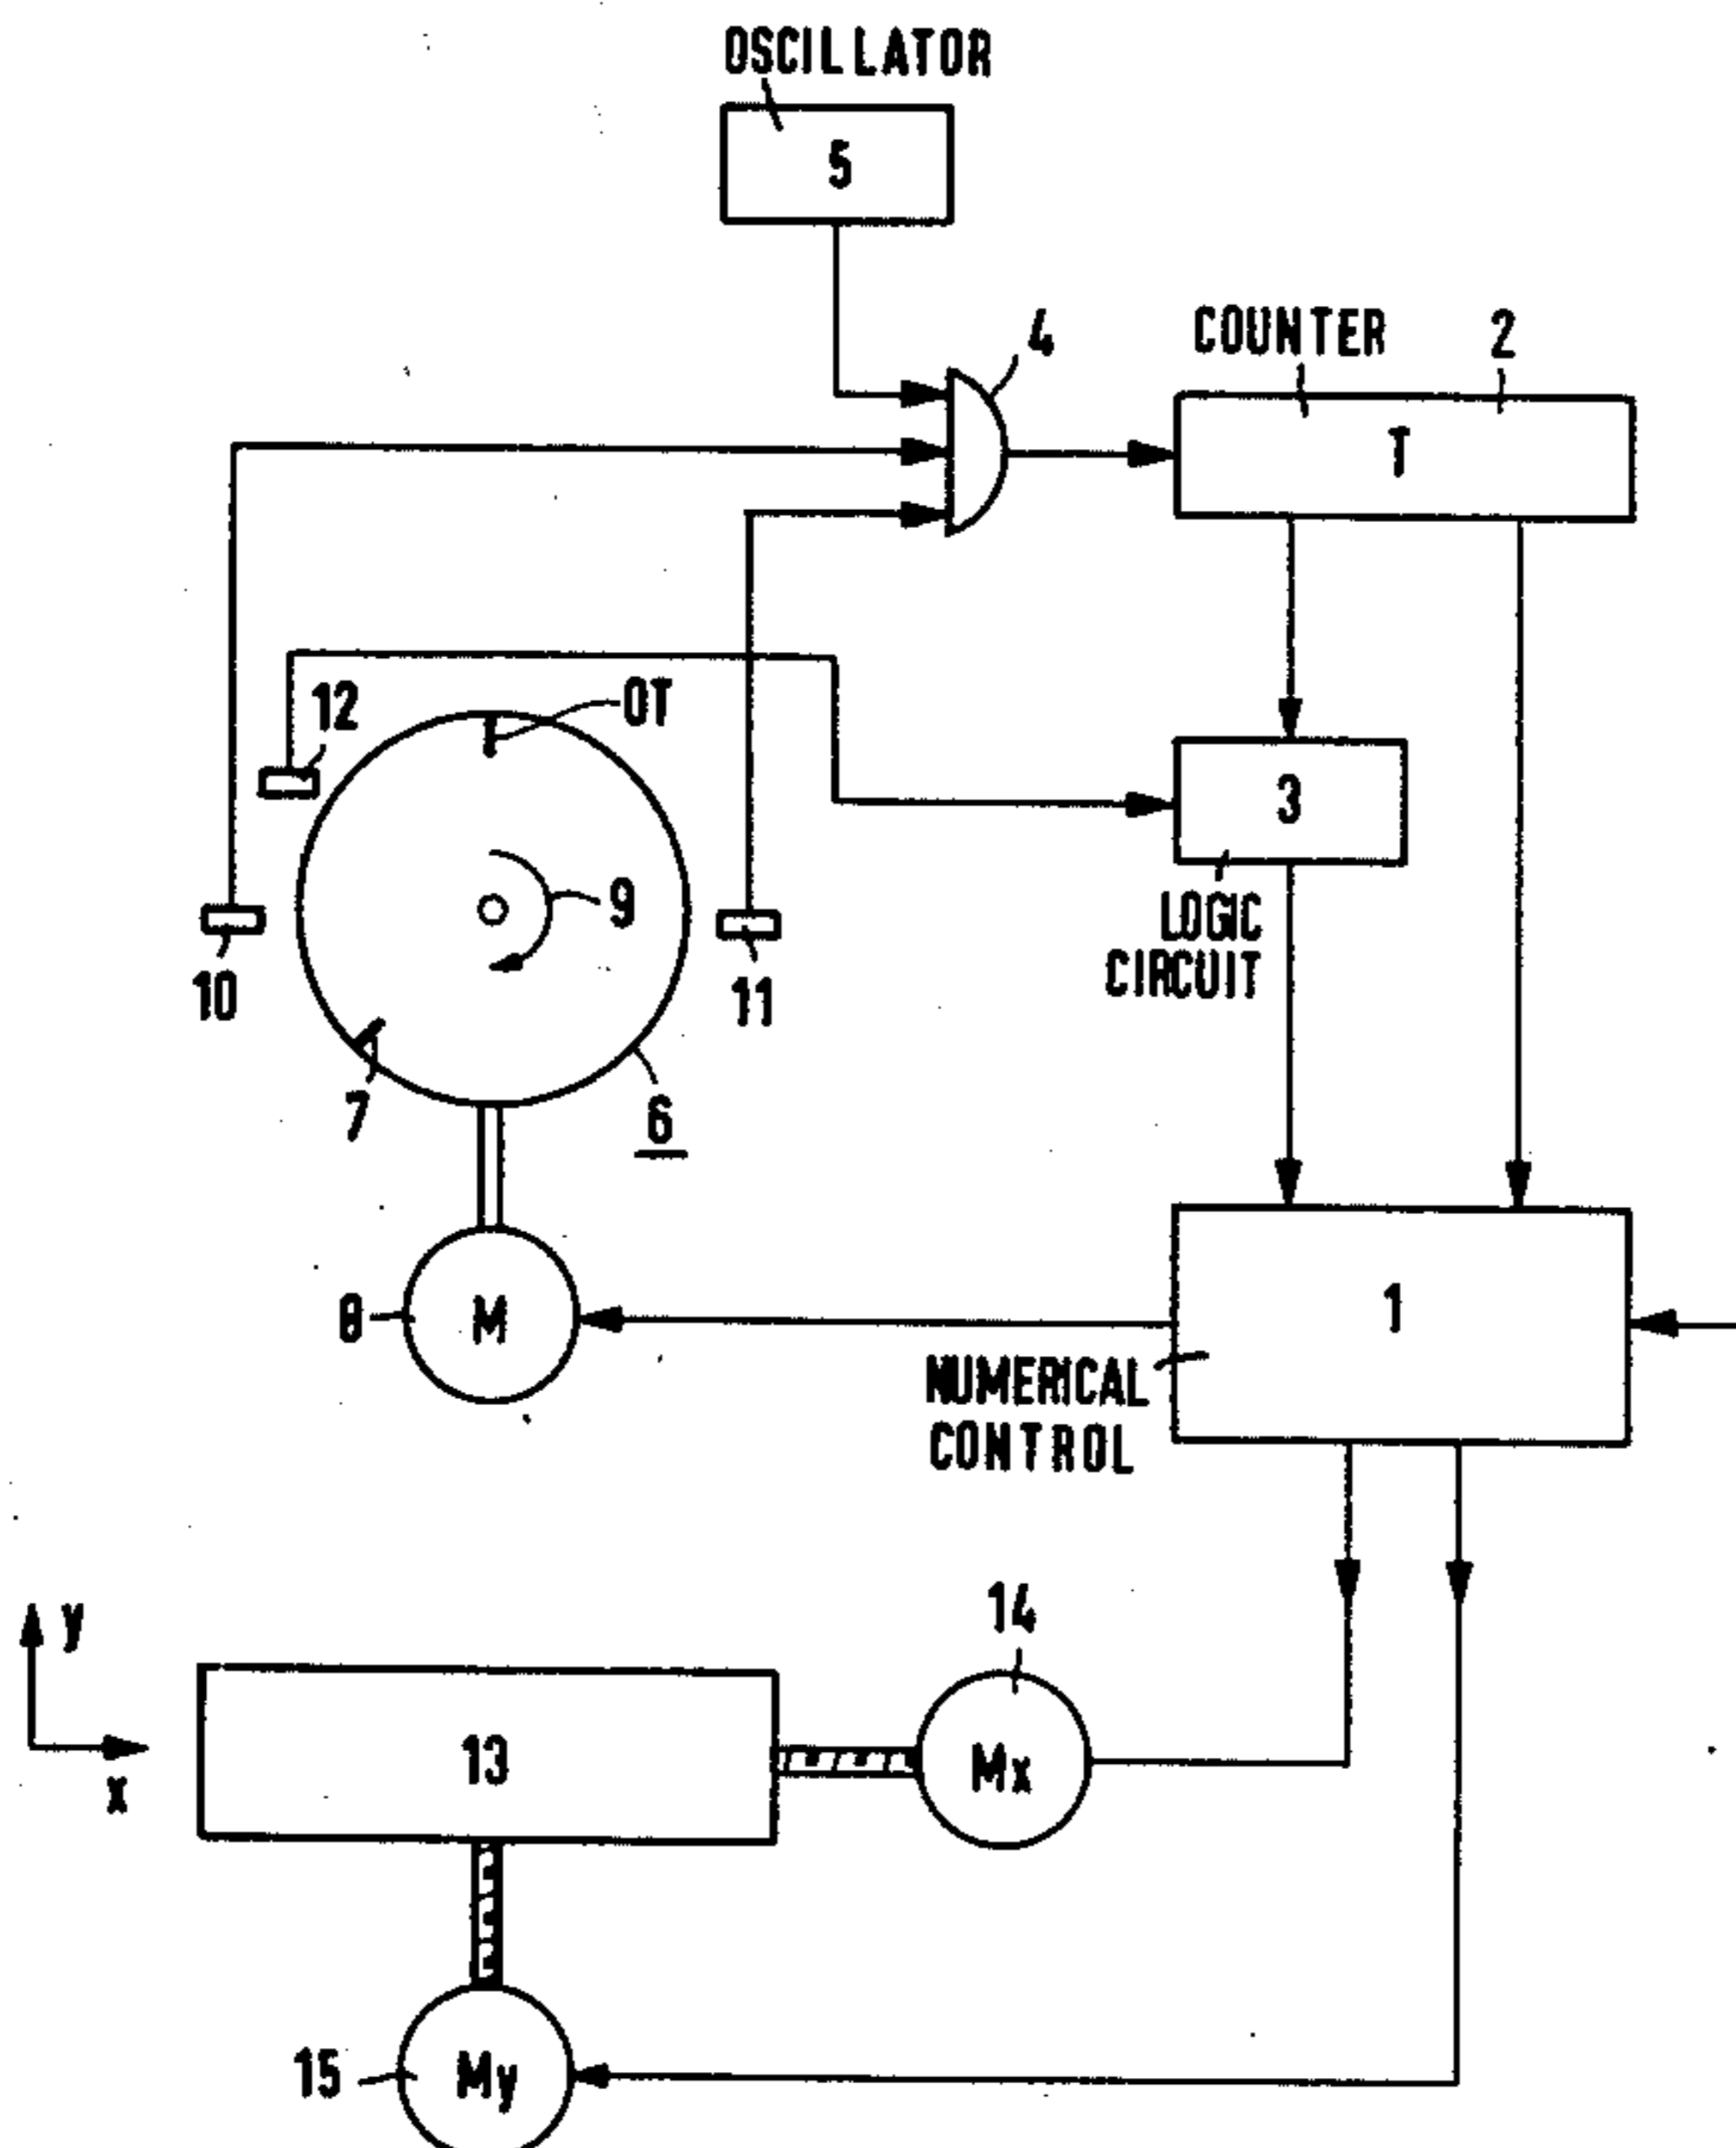 OSCILLATOR
5
4
COUNTER
2
T
12
OT
3
9
LOGIC
CIRCUIT
10
11
7
6
8
M
1
NUMERICAL
CONTROL
14
y
13
Mx
x
15
My